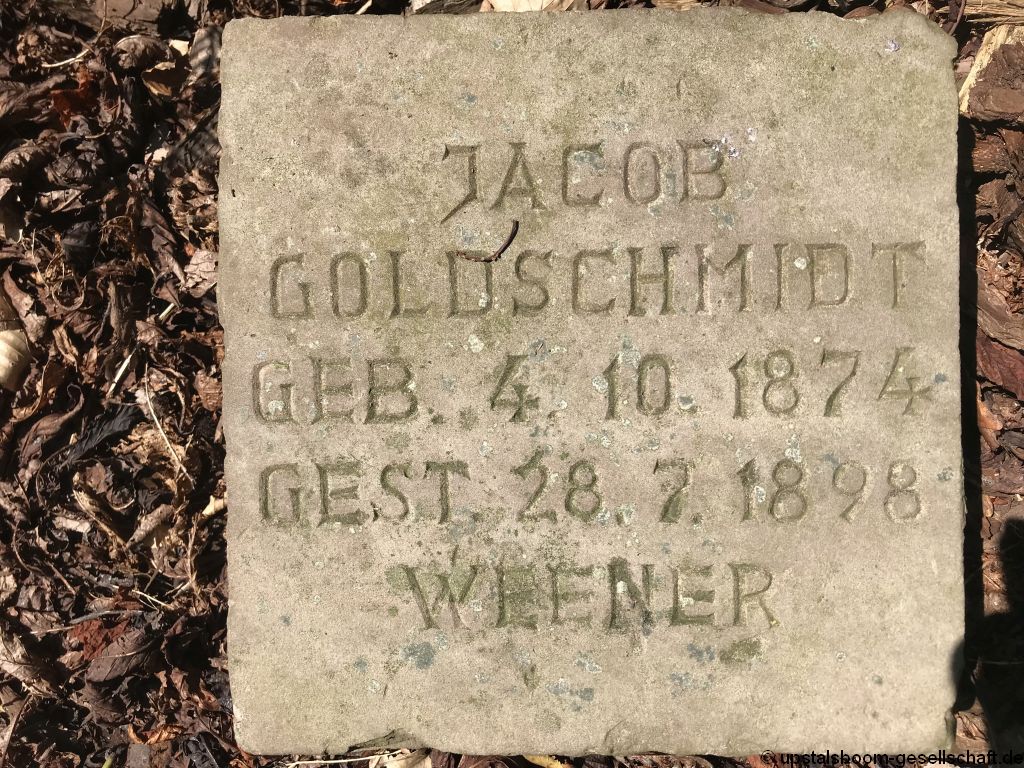 JACOB
GOLDSCHMIDT
GEB. 4. 10. 1874
GEST. 28. 7. 1898
WEENER
© upstalsboom-gesellschaft.de